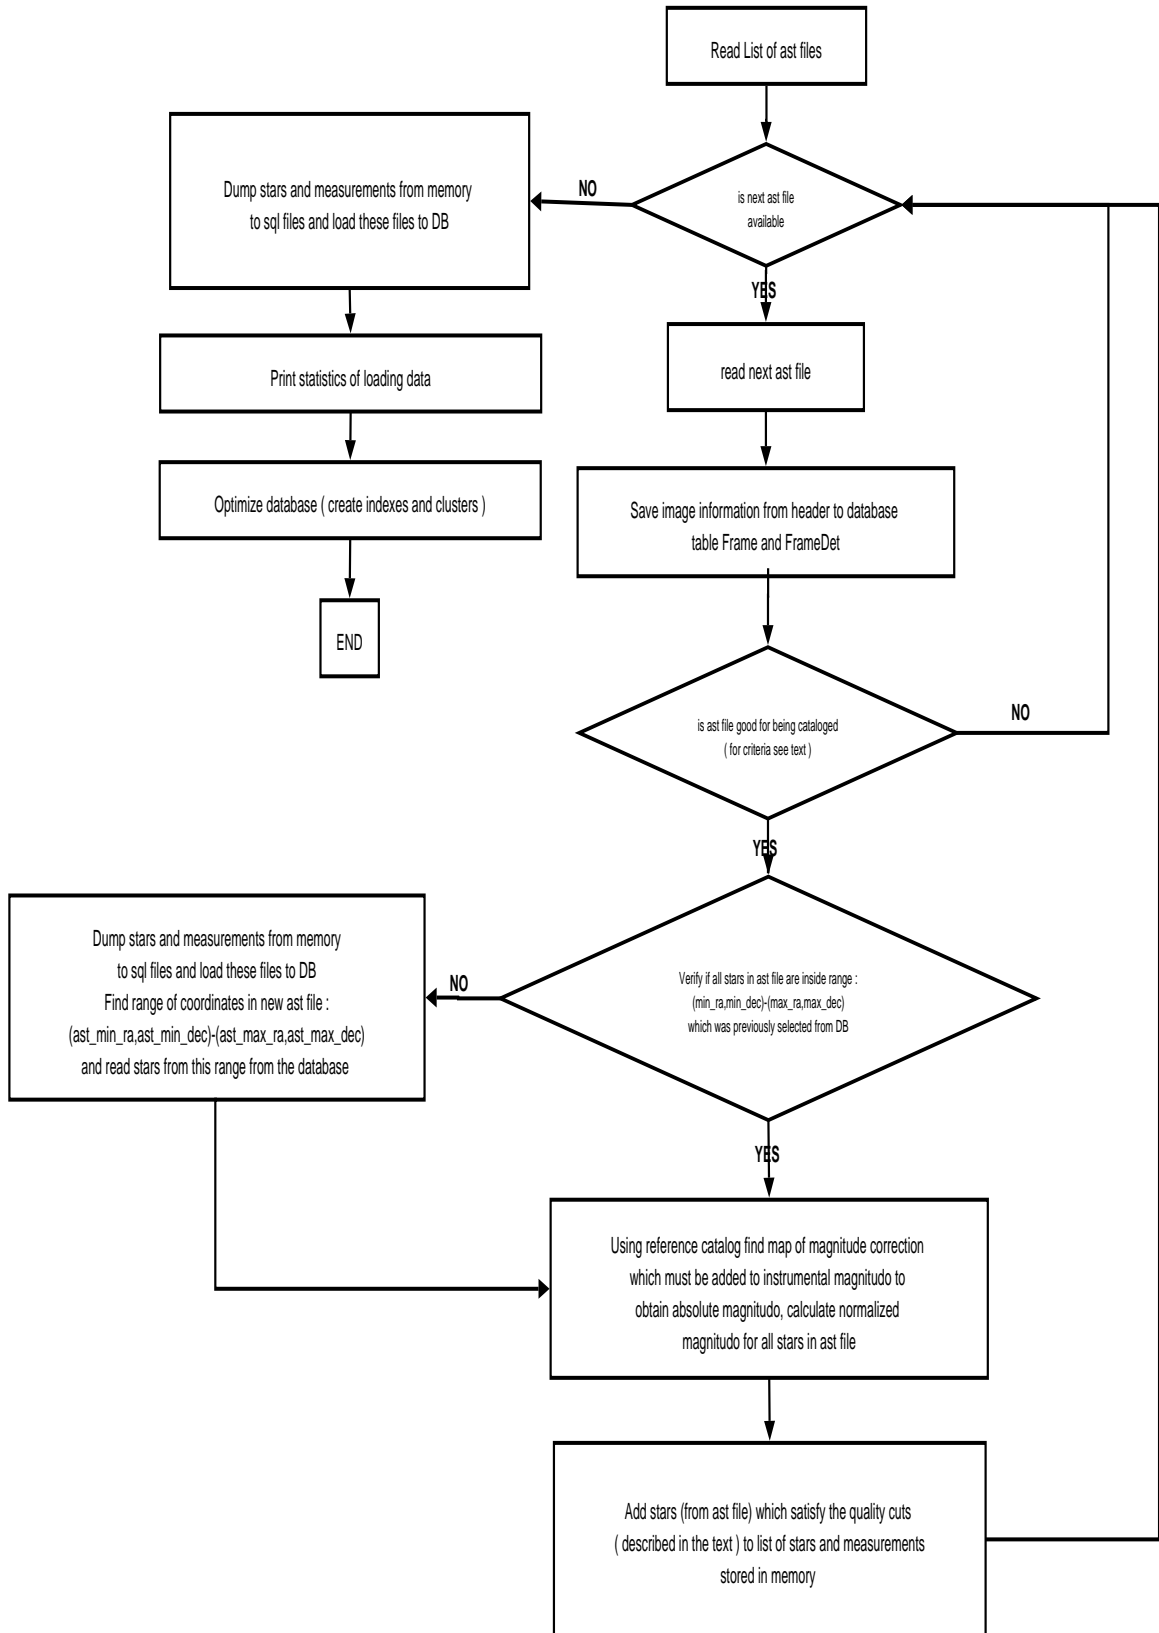 Read List of ast files
is next ast file
available
NO
YES
Dump stars and measurements from memory
to sql files and load these files to DB
Print statistics of loading data
Optimize database ( create indexes and clusters )
END
read next ast file
Save image information from header to database
table Frame and FrameDet
is ast file good for being cataloged
( for criteria see text )
NO
YES
Verify if all stars in ast file are inside range :
(min_ra,min_dec)-(max_ra,max_dec)
which was previously selected from DB
NO
YES
Dump stars and measurements from memory
to sql files and load these files to DB
Find range of coordinates in new ast file :
(ast_min_ra,ast_min_dec)-(ast_max_ra,ast_max_dec)
and read stars from this range from the database
Using reference catalog find map of magnitude correction
which must be added to instrumental magnitudo to
obtain absolute magnitudo, calculate normalized
magnitudo for all stars in ast file
Add stars (from ast file) which satisfy the quality cuts
( described in the text ) to list of stars and measurements
stored in memory